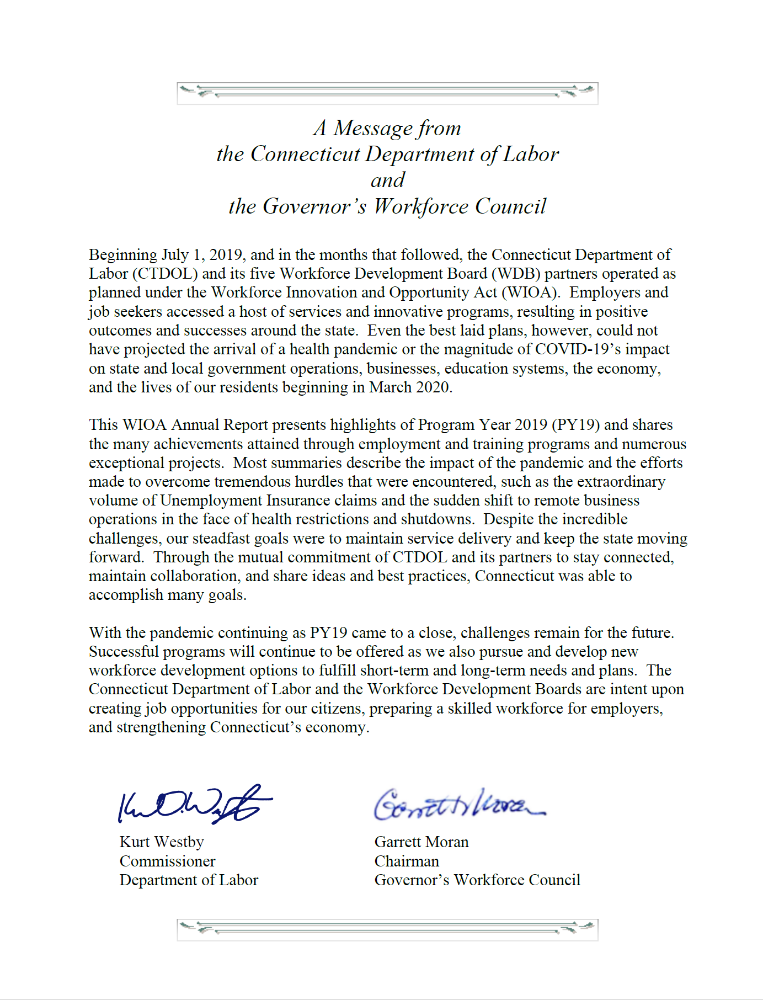 A Message from
the Connecticut Department of Labor
and
the Governor’s Workforce Council
Beginning July 1, 2019, and in the months that followed, the Connecticut Department of
Labor (CTDOL) and its five Workforce Development Board (WDB) partners operated as
planned under the Workforce Innovation and Opportunity Act (WIOA).  Employers and
job seekers accessed a host of services and innovative programs, resulting in positive
outcomes and successes around the state.  Even the best laid plans, however, could not
have projected the arrival of a health pandemic or the magnitude of COVID-19’s impact
on state and local government operations, businesses, education systems, the economy,
and the lives of our residents beginning in March 2020.
This WIOA Annual Report presents highlights of Program Year 2019 (PY19) and shares
the many achievements attained through employment and training programs and numerous
exceptional projects.  Most summaries describe the impact of the pandemic and the efforts
made to overcome tremendous hurdles that were encountered, such as the extraordinary
volume of Unemployment Insurance claims and the sudden shift to remote business
operations in the face of health restrictions and shutdowns.  Despite the incredible
challenges, our steadfast goals were to maintain service delivery and keep the state moving
forward.  Through the mutual commitment of CTDOL and its partners to stay connected,
maintain collaboration, and share ideas and best practices, Connecticut was able to
accomplish many goals.
With the pandemic continuing as PY19 came to a close, challenges remain for the future.
Successful programs will continue to be offered as we also pursue and develop new
workforce development options to fulfill short-term and long-term needs and plans.  The
Connecticut Department of Labor and the Workforce Development Boards are intent upon
creating job opportunities for our citizens, preparing a skilled workforce for employers,
and strengthening Connecticut’s economy.
Kurt Westby
Commissioner
Department of Labor
Garrett Moran
Chairman
Governor’s Workforce Council